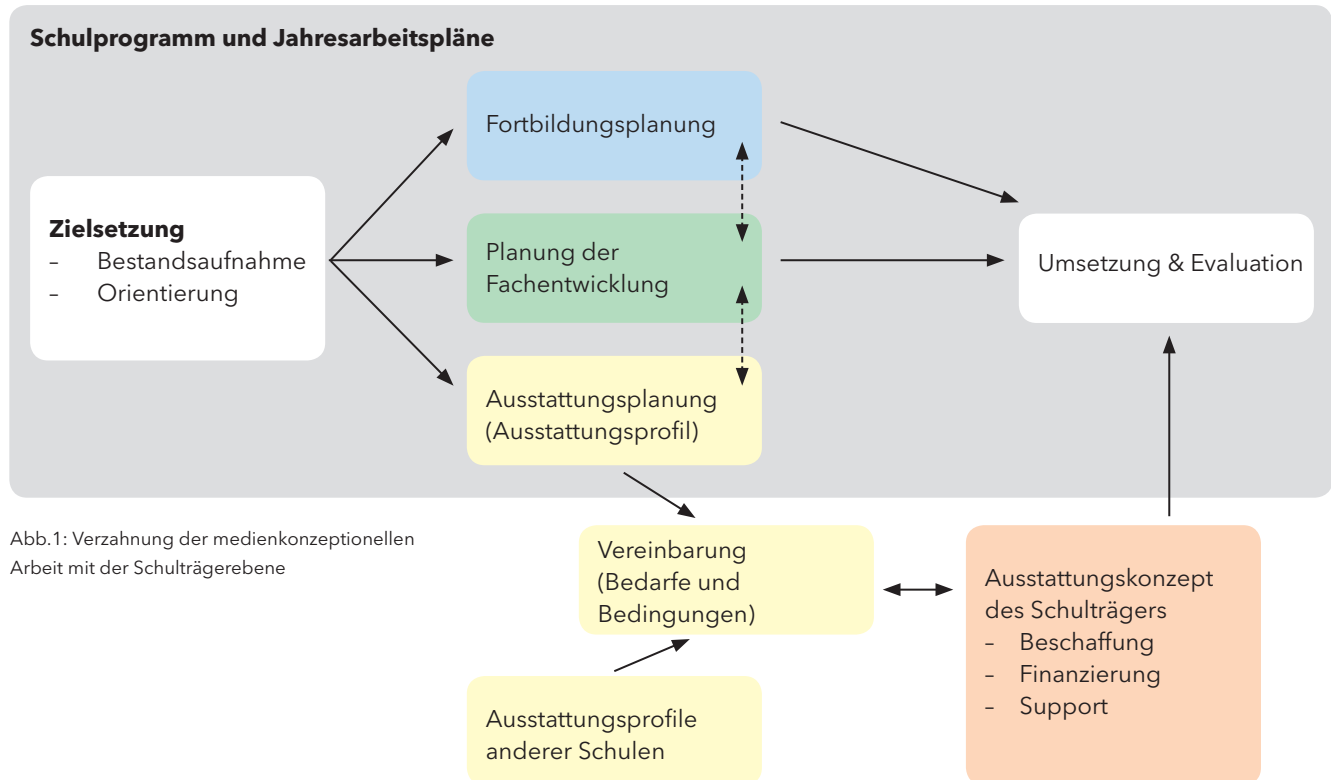 Schulprogramm und Jahresarbeitspläne
Zielsetzung
- Bestandsaufnahme
- Orientierung
Fortbildungsplanung
Planung der
Fachentwicklung
Ausstattungsplanung
(Ausstattungsprofil)
Umsetzung & Evaluation
Abb.1: Verzahnung der medienkonzeptionellen
Arbeit mit der Schulträgerebene
Vereinbarung
(Bedarfe und
Bedingungen)
Ausstattungsprofile
anderer Schulen
Ausstattungskonzept
des Schulträgers
- Beschaffung
- Finanzierung
- Support